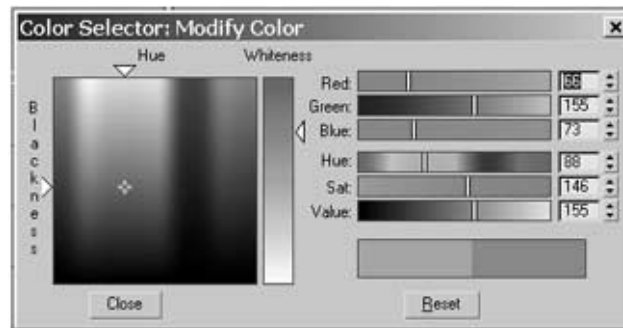 Color Selector: Modify Color
Hue
Whiteness
Blackness
Red: 66
Green: 155
Blue: 73
Hue: 88
Sat: 146
Value: 155
Close
Reset